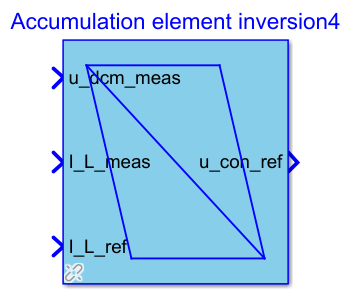 Accumulation element inversion4
u_dcm_meas
I_L_meas
u_con_ref
I_L_ref